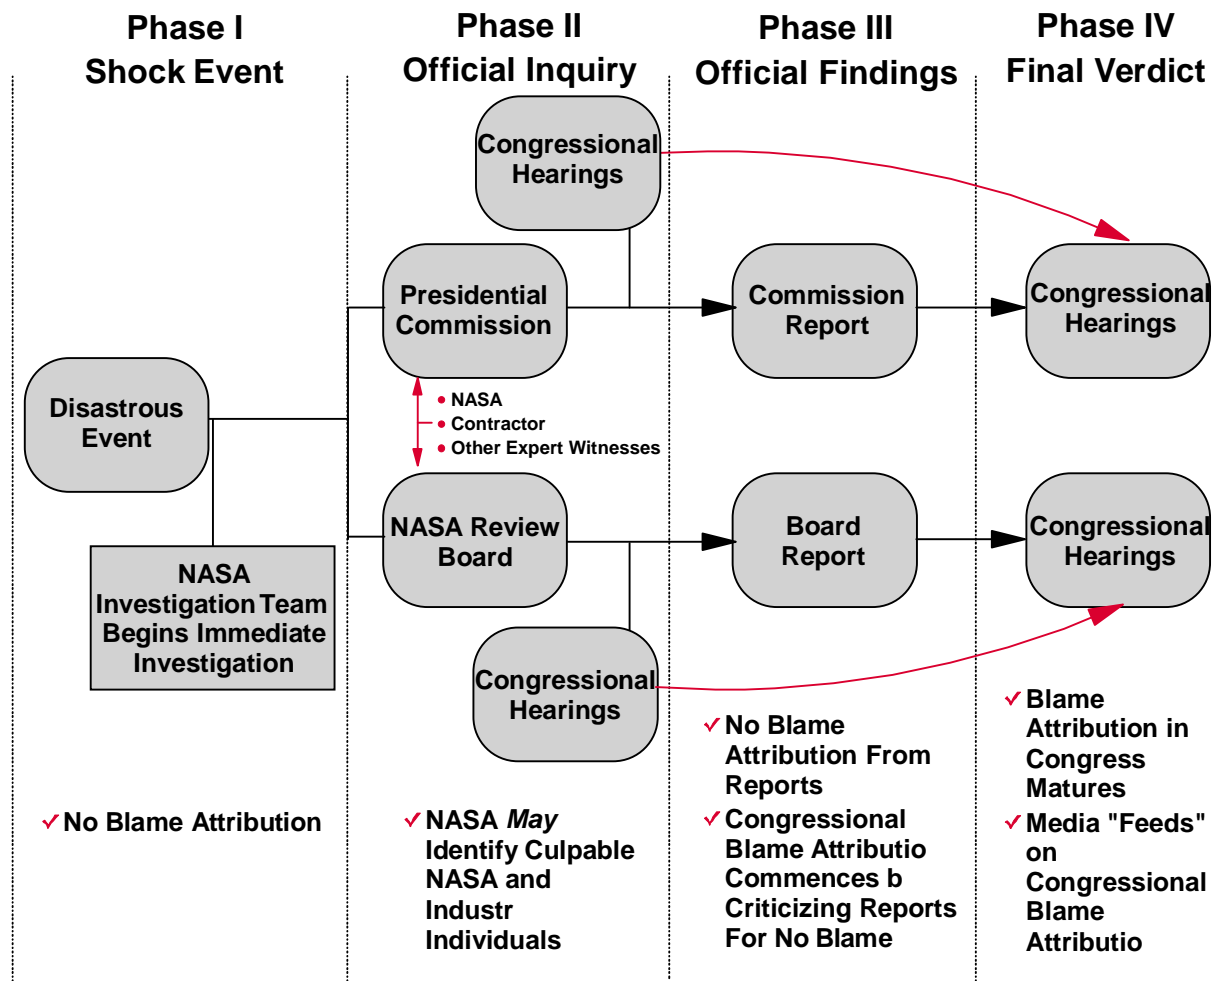 Phase I
Shock Event
Phase II
Official Inquiry
Phase III
Official Findings
Phase IV
Final Verdict
Congressional
Hearings
Presidential
Commission
Commission
Report
Congressional
Hearings
Disastrous
Event
• NASA
• Contractor
• Other Expert Witnesses
NASA Review
Board
Board
Report
Congressional
Hearings
NASA
Investigation Team
Begins Immediate
Investigation
Congressional
Hearings
✓ No Blame Attribution
✓ NASA May
Identify Culpable
NASA and
Industr
Individuals
✓ No Blame
Attribution From
Reports
✓ Congressional
Blame Attributio
Commences b
Criticizing Reports
For No Blame
✓ Blame
Attribution in
Congress
Matures
✓ Media "Feeds"
on
Congressional
Blame
Attributio